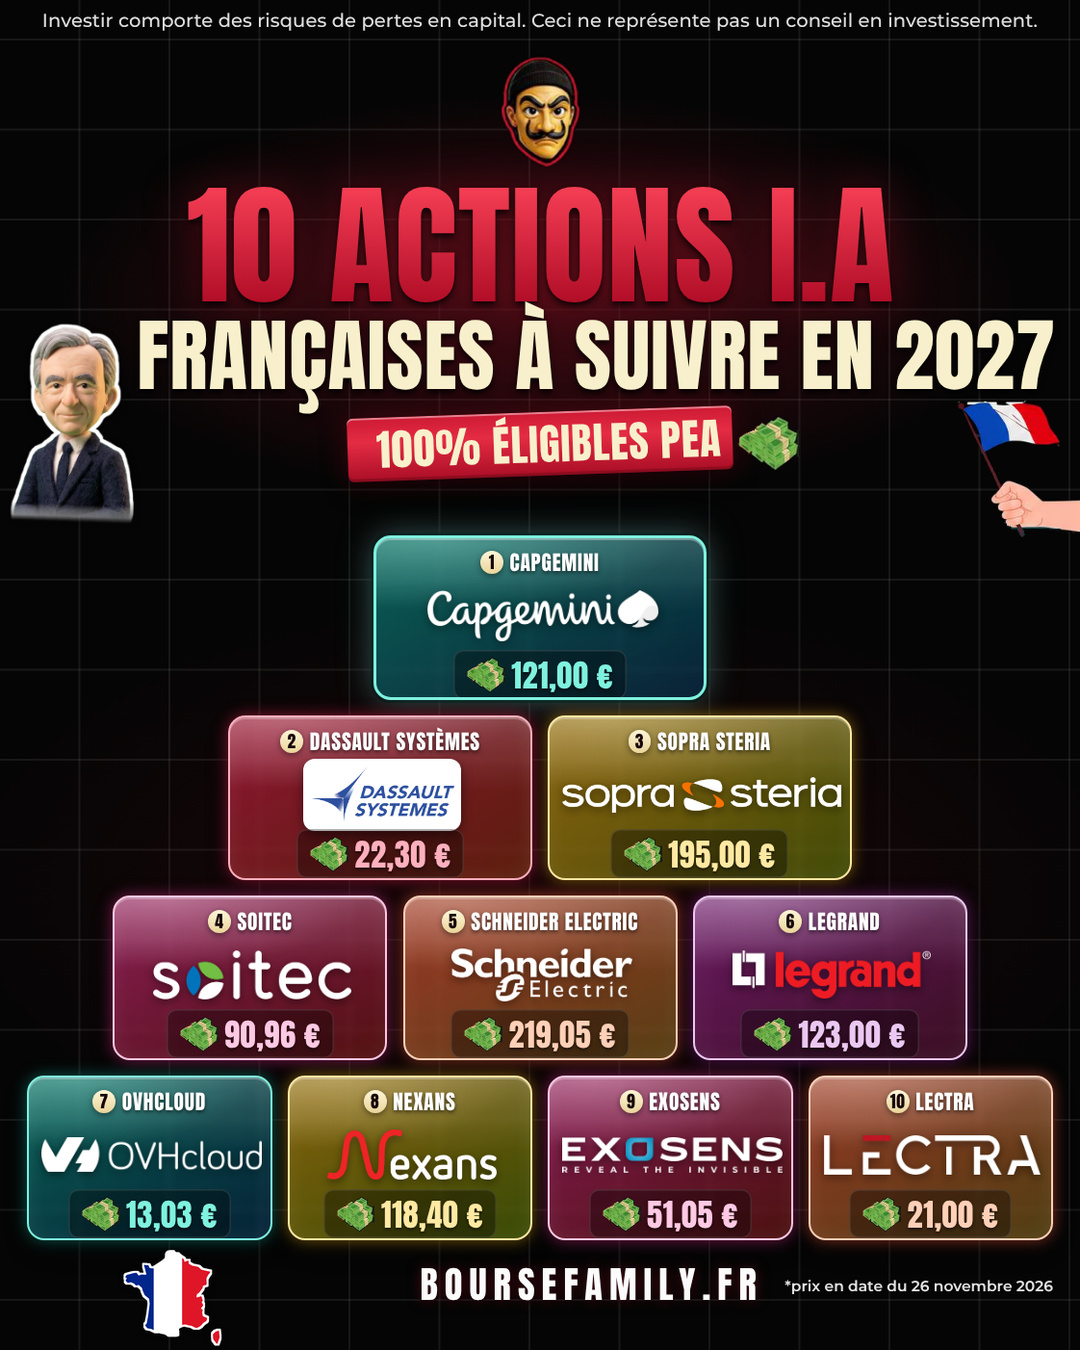 Investir comporte des risques de pertes en capital. Ceci ne représente pas un conseil en investissement.
10 ACTIONS I.A
FRANÇAISES À SUIVRE EN 2027
100% ÉLIGIBLES PEA
1 CAPGEMINI
Capgemini
121,00 €
2 DASSAULT SYSTÈMES
DASSAULT
SYSTEMES
22,30 €
3 SOPRA STERIA
sopra steria
195,00 €
4 SOITEC
soitec
90,96 €
5 SCHNEIDER ELECTRIC
Schneider
Electric
219,05 €
6 LEGRAND
legrand®
123,00 €
7 OVHCLOUD
OVHcloud
13,03 €
8 NEXANS
Nexans
118,40 €
9 EXOSENS
EXOSENS
REVEAL THE INVISIBLE
51,05 €
10 LECTRA
LECTRA
21,00 €
BOURSEFAMILY.FR
*prix en date du 26 novembre 2026